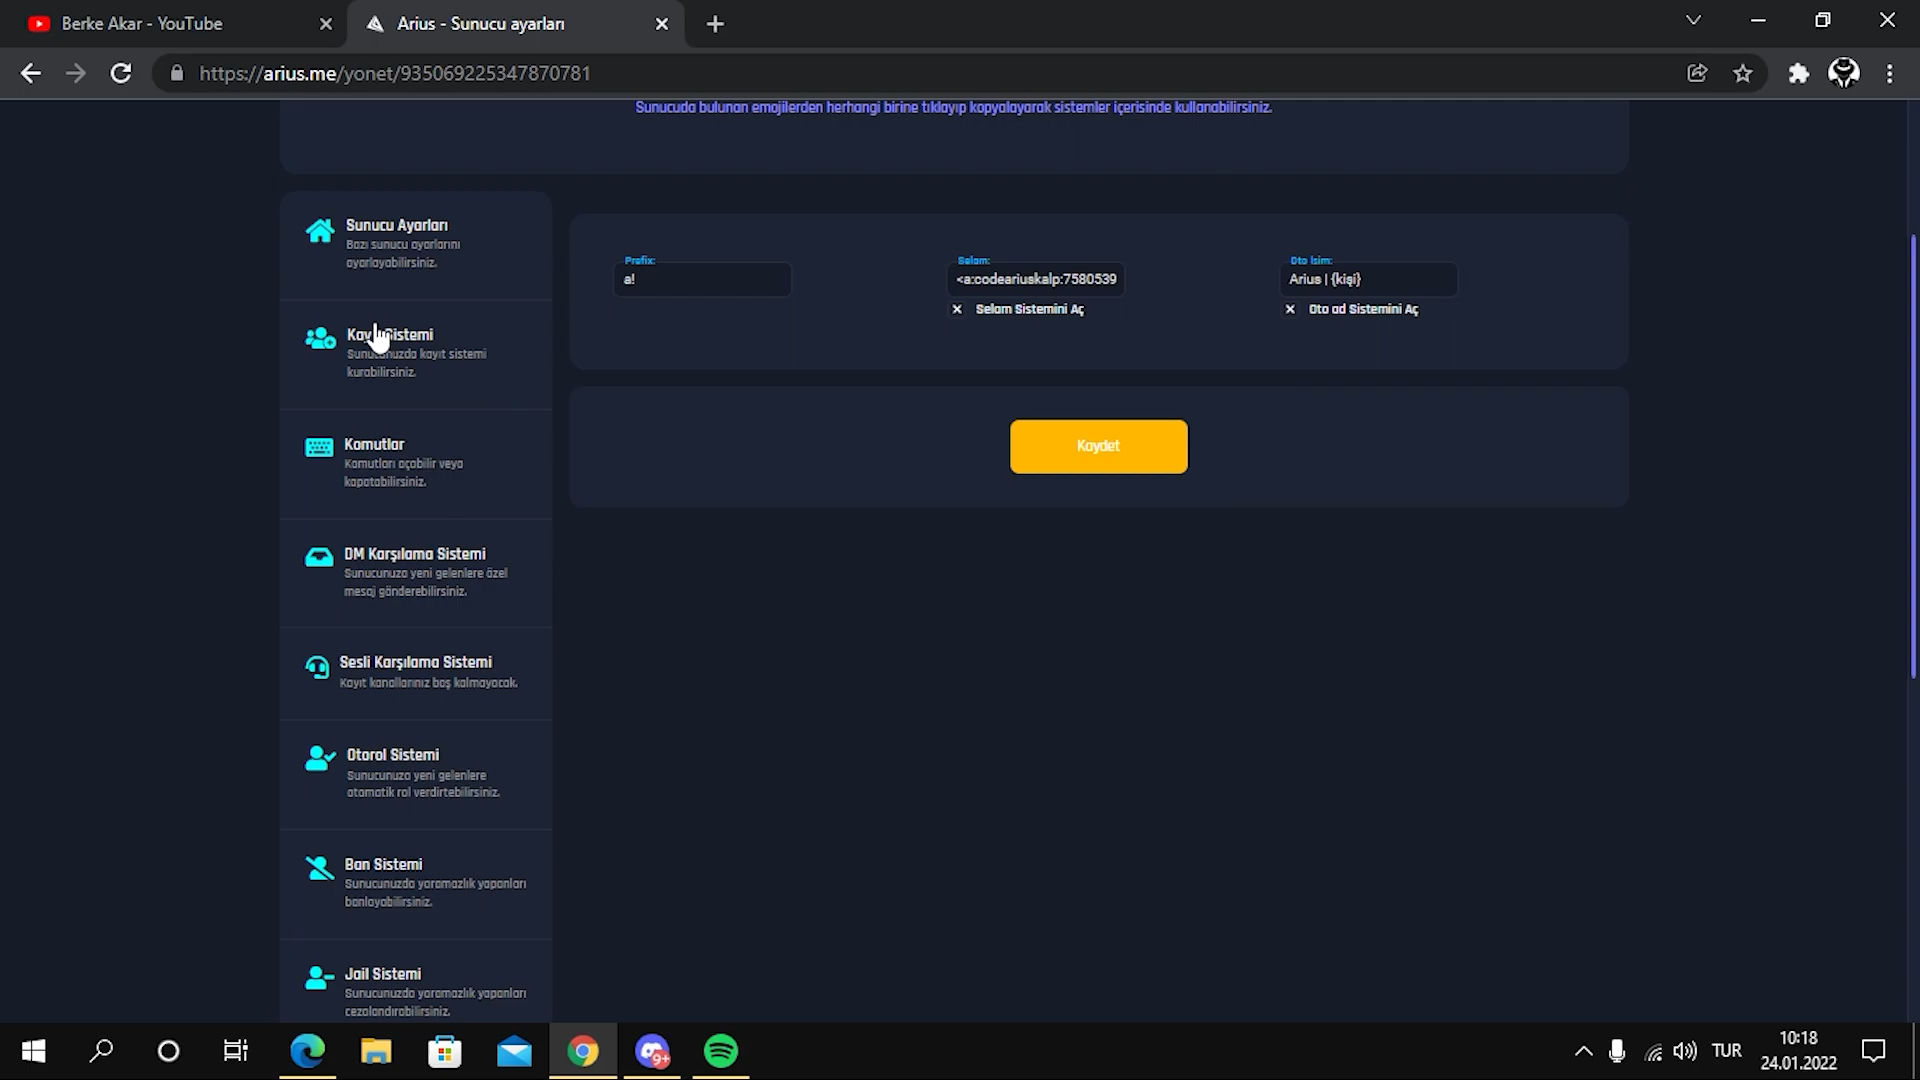 Berke Akar - YouTube
Arius - Sunucu ayarları
https://arius.me/yonet/935069225347870781
Sunucuda bulunan emojilerden herhangi birine tıklayıp kopyalayarak sistemler içerisinde kullanabilirsiniz.
Sunucu Ayarları
Bazı sunucu ayarlarını
ayarlayabilirsiniz.
Sistemi
kayıt sistemi
kurabilirsiniz.
Komutlar
Komutları açabilir veya
kapatabilirsiniz.
DM Karşılama Sistemi
Sunucunuza yeni gelenlere özel
mesaj gönderebilirsiniz.
Sesli Karşılama Sistemi
Kayıt kanallarınız boş kalmayacak.
Otorol Sistemi
Sunucunuza yeni gelenlere
otomatik rol verdirtebilirsiniz.
Ban Sistemi
Sunucunuzda yaramazlık yapanları
banlayabilirsiniz.
Jail Sistemi
Sunucunuzda yaramazlık yapanları
cezalandırabilirsiniz.
Prefix:
a!
Selam:
<a:codeariuskalp:7580539
Selam Sistemini Aç
Oto İsim:
Arius | {kişi}
Oto ad Sistemini Aç
Kaydet
9+
TUR
10:18
24.01.2022